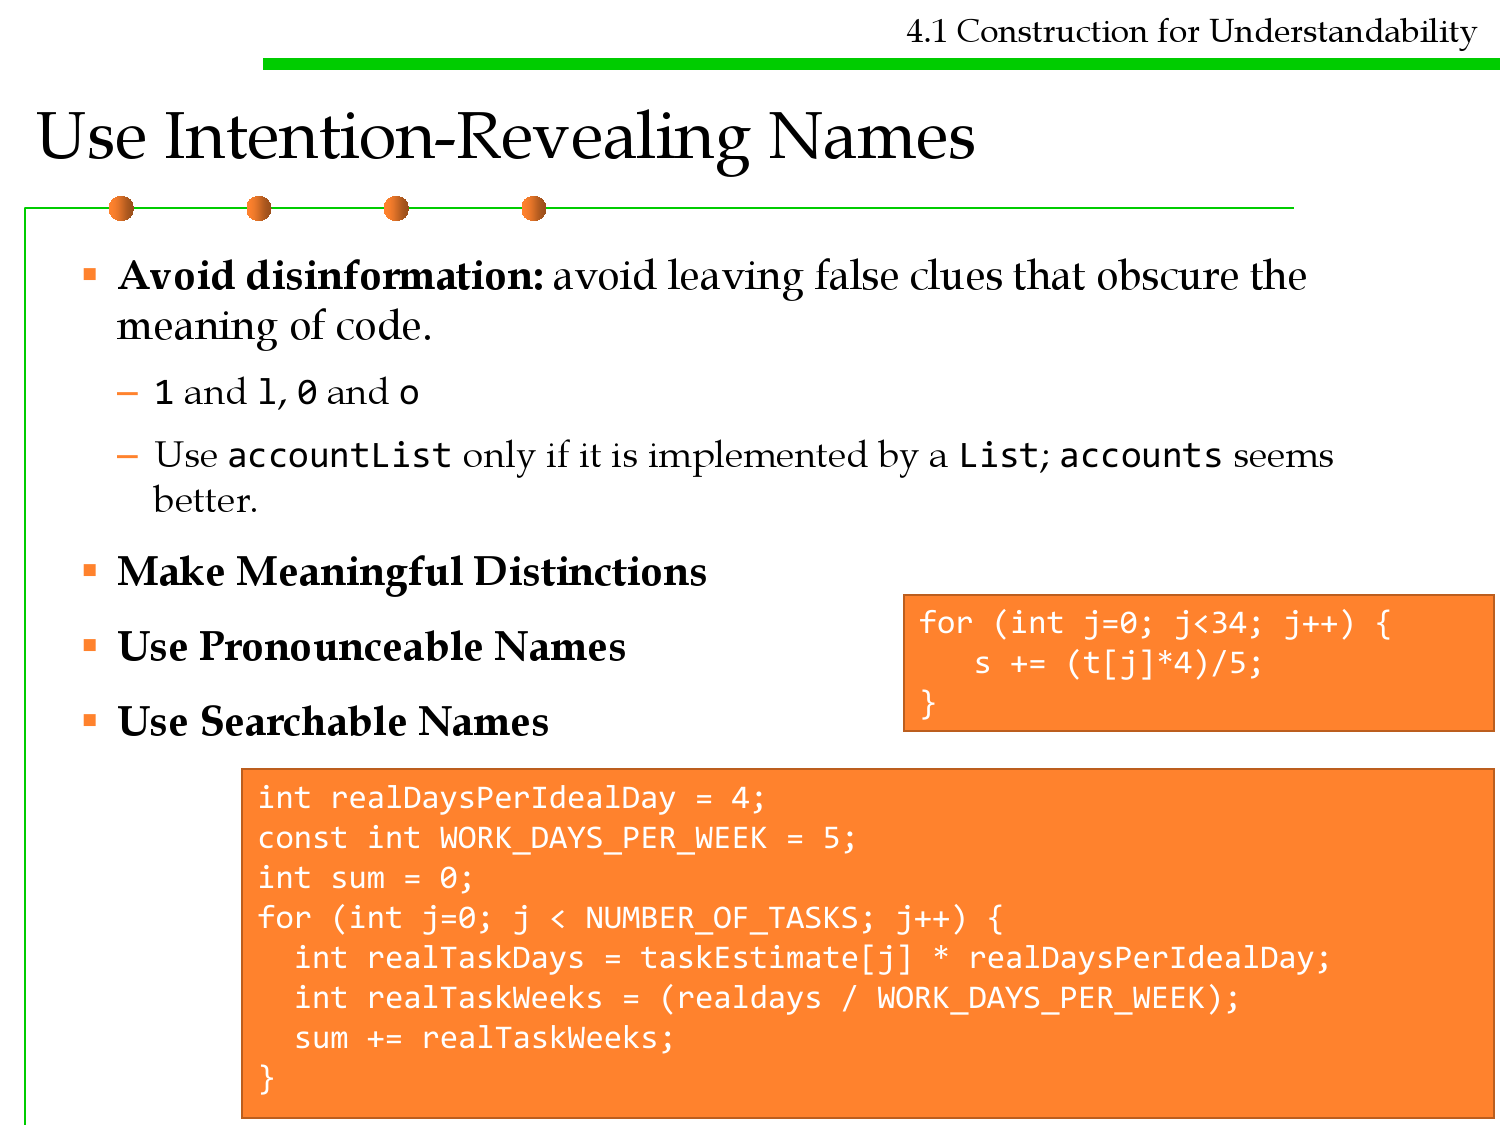 4.1 Construction for Understandability
Use Intention-Revealing Names
▪ Avoid disinformation: avoid leaving false clues that obscure the
meaning of code.
– 1 and l, 0 and o
– Use accountList only if it is implemented by a List; accounts seems
better.
▪ Make Meaningful Distinctions
▪ Use Pronounceable Names
▪ Use Searchable Names
for (int j=0; j<34; j++) {
   s += (t[j]*4)/5;
}
int realDaysPerIdealDay = 4;
const int WORK_DAYS_PER_WEEK = 5;
int sum = 0;
for (int j=0; j < NUMBER_OF_TASKS; j++) {
  int realTaskDays = taskEstimate[j] * realDaysPerIdealDay;
  int realTaskWeeks = (realdays / WORK_DAYS_PER_WEEK);
  sum += realTaskWeeks;
}